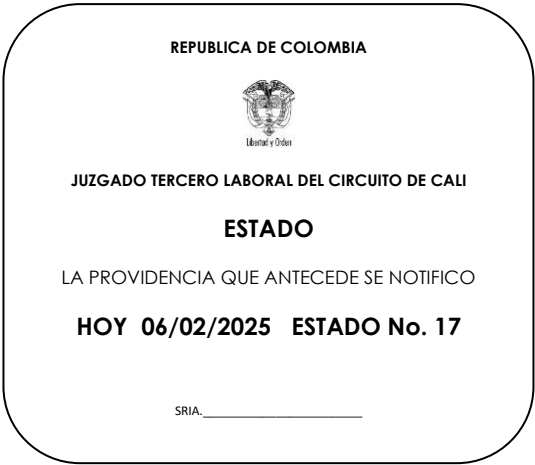 REPUBLICA DE COLOMBIA
Libertad y Orden
JUZGADO TERCERO LABORAL DEL CIRCUITO DE CALI
ESTADO
LA PROVIDENCIA QUE ANTECEDE SE NOTIFICO
HOY 06/02/2025 ESTADO No. 17
SRIA.__________________________